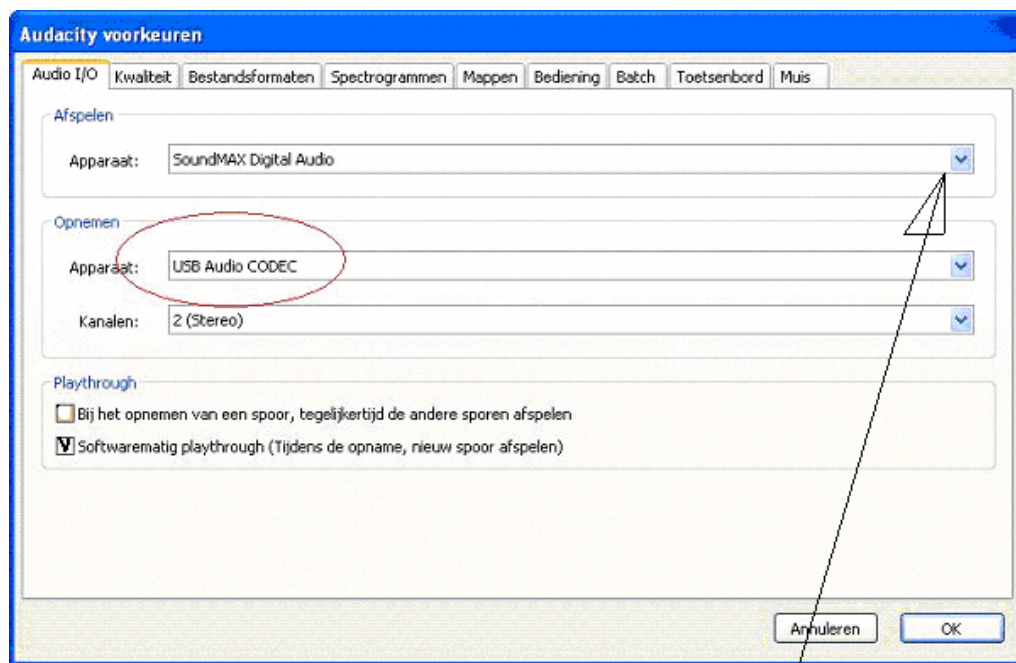 Audacity voorkeuren
Audio I/O Kwaliteit Bestandsformaten Spectrogrammen Mappen Bediening Batch Toetsenbord Muis
Afspelen
Apparaat: SoundMAX Digital Audio
Opnemen
Apparaat: USB Audio CODEC
Kanalen: 2 (Stereo)
Playthrough
Bij het opnemen van een spoor, tegelijkertijd de andere sporen afspelen
Softwarematig playthrough (Tijdens de opname, nieuw spoor afspelen)
Annuleren OK